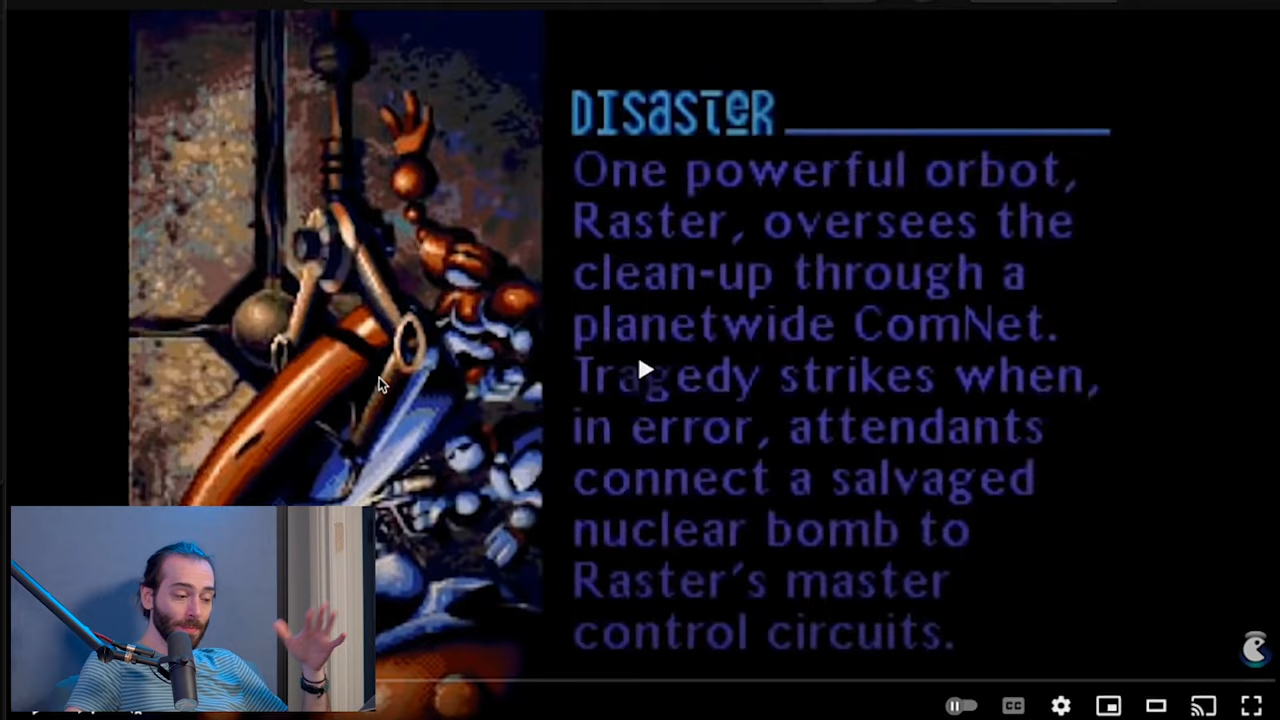 DISASTER
One powerful orbot,
Raster, oversees the
clean-up through a
planetwide ComNet.
Tragedy strikes when,
in error, attendants
connect a salvaged
nuclear bomb to
Raster's master
control circuits.
CC